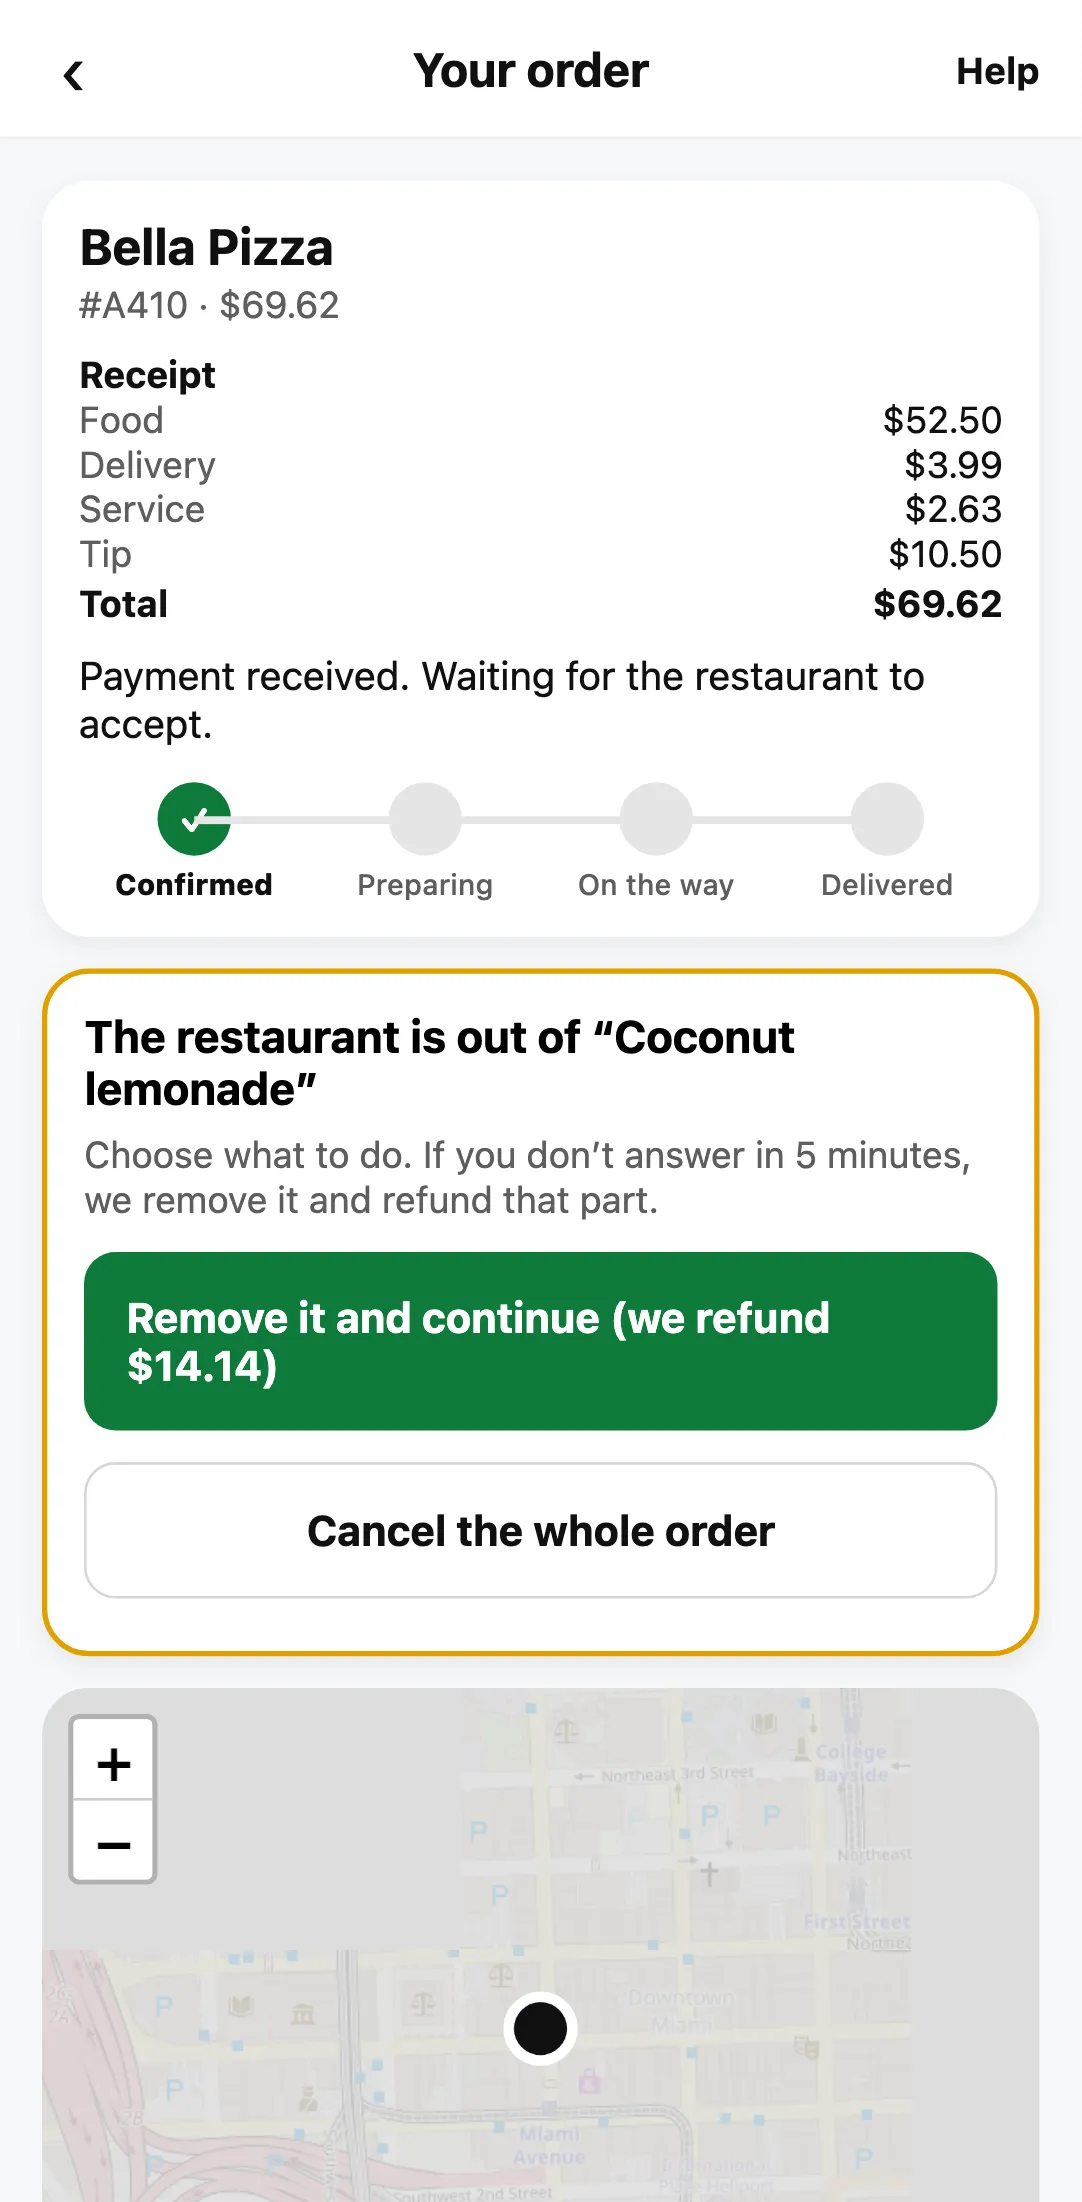 Your order
Help
Bella Pizza
#A410 · $69.62
Receipt
Food $52.50
Delivery $3.99
Service $2.63
Tip $10.50
Total $69.62
Payment received. Waiting for the restaurant to
accept.
Confirmed Preparing On the way Delivered
The restaurant is out of “Coconut
lemonade”
Choose what to do. If you don’t answer in 5 minutes,
we remove it and refund that part.
Remove it and continue (we refund
$14.14)
Cancel the whole order
+
−
College
Bayside
Northeast 3rd Street
P P P
P
Northeast
First Street
Downtown
Miami
2A
P
P
2B
Miami
Avenue
P
P
P
Southwest 2nd Street